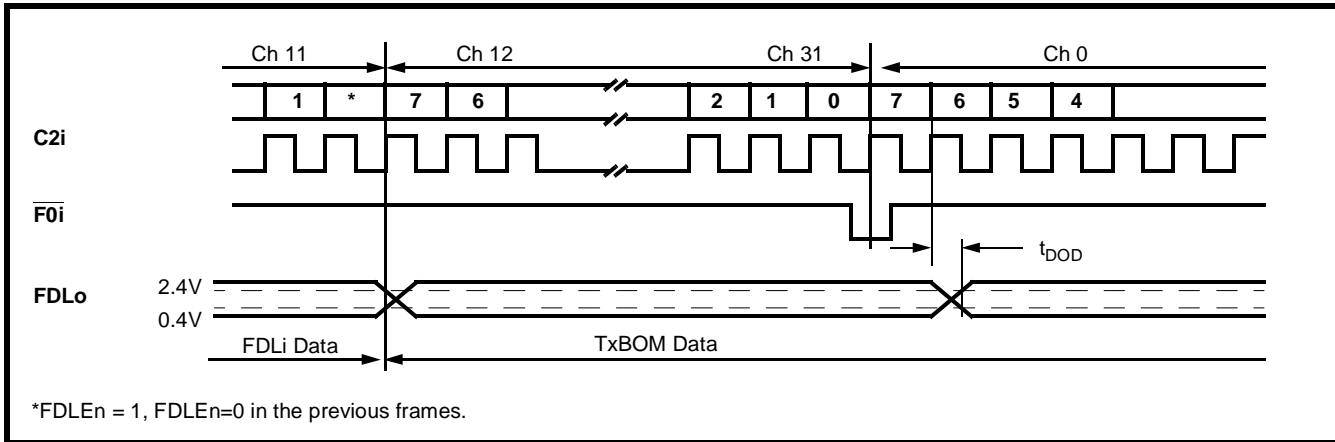 Ch 11 Ch 12 Ch 31 Ch 0
1 * 7 6 2 1 0 7 6 5 4
C2i
F0i
tDOD
FDLo
2.4V
0.4V
FDLi Data TxBOM Data
*FDLEn = 1, FDLEn=0 in the previous frames.